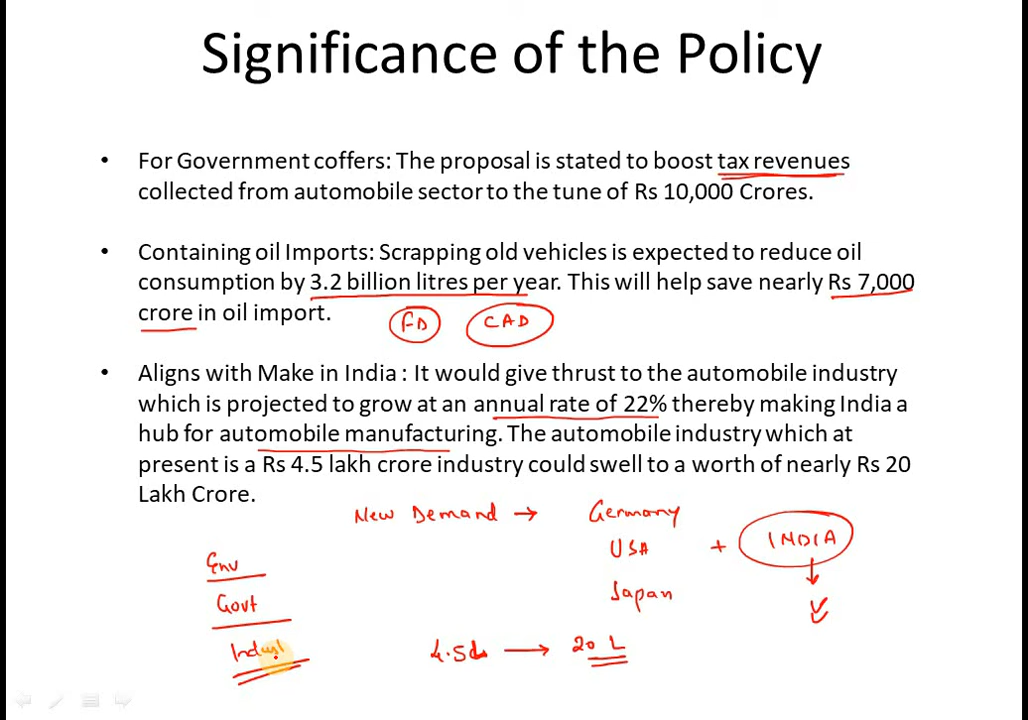 Significance of the Policy
• For Government coffers: The proposal is stated to boost tax revenues
collected from automobile sector to the tune of Rs 10,000 Crores.
• Containing oil Imports: Scrapping old vehicles is expected to reduce oil
consumption by 3.2 billion litres per year. This will help save nearly Rs 7,000
crore in oil import.
FD CAD
• Aligns with Make in India : It would give thrust to the automobile industry
which is projected to grow at an annual rate of 22% thereby making India a
hub for automobile manufacturing. The automobile industry which at
present is a Rs 4.5 lakh crore industry could swell to a worth of nearly Rs 20
Lakh Crore.
New Demand → Germany
USA + INDIA
Env
Japan
Govt
Indust
4.5L → 20 L